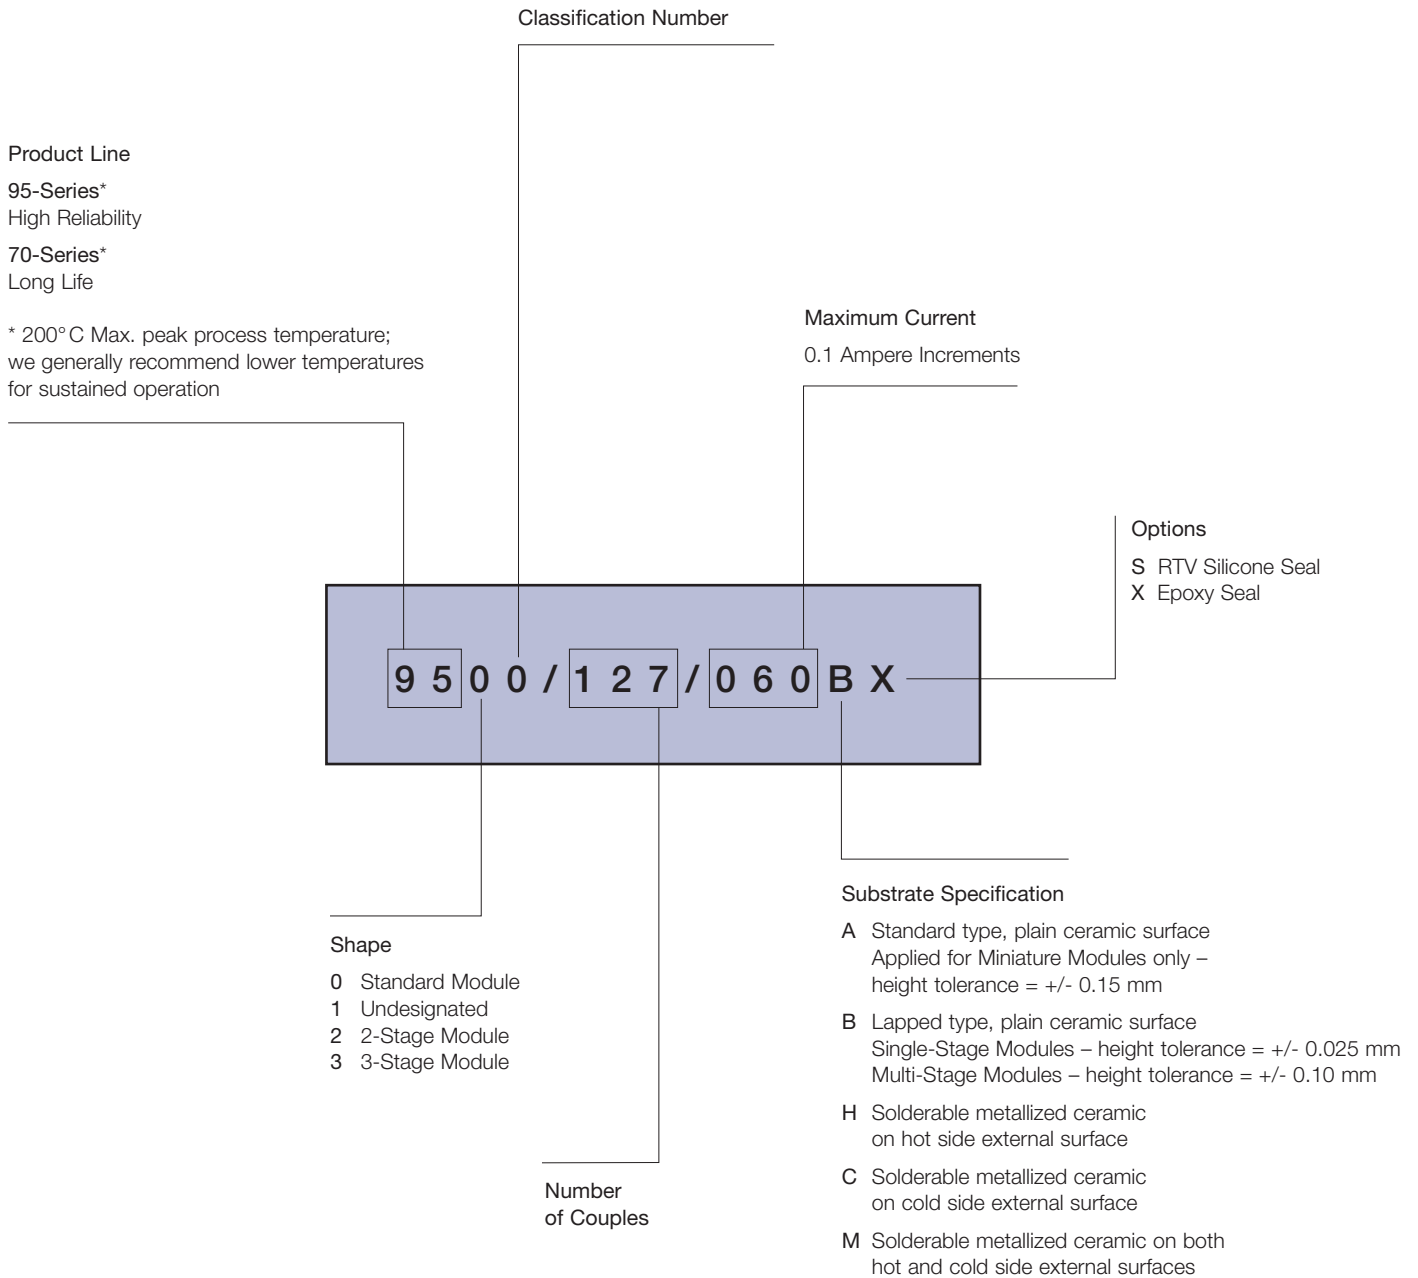 Classification Number
Product Line
95-Series*
High Reliability
70-Series*
Long Life
* 200°C Max. peak process temperature;
we generally recommend lower temperatures
for sustained operation
Maximum Current
0.1 Ampere Increments
Options
S RTV Silicone Seal
X Epoxy Seal
9500/127/060BX
Shape
0 Standard Module
1 Undesignated
2 2-Stage Module
3 3-Stage Module
Number
of Couples
Substrate Specification
A Standard type, plain ceramic surface
Applied for Miniature Modules only –
height tolerance = +/- 0.15 mm
B Lapped type, plain ceramic surface
Single-Stage Modules – height tolerance = +/- 0.025 mm
Multi-Stage Modules – height tolerance = +/- 0.10 mm
H Solderable metallized ceramic
on hot side external surface
C Solderable metallized ceramic
on cold side external surface
M Solderable metallized ceramic on both
hot and cold side external surfaces